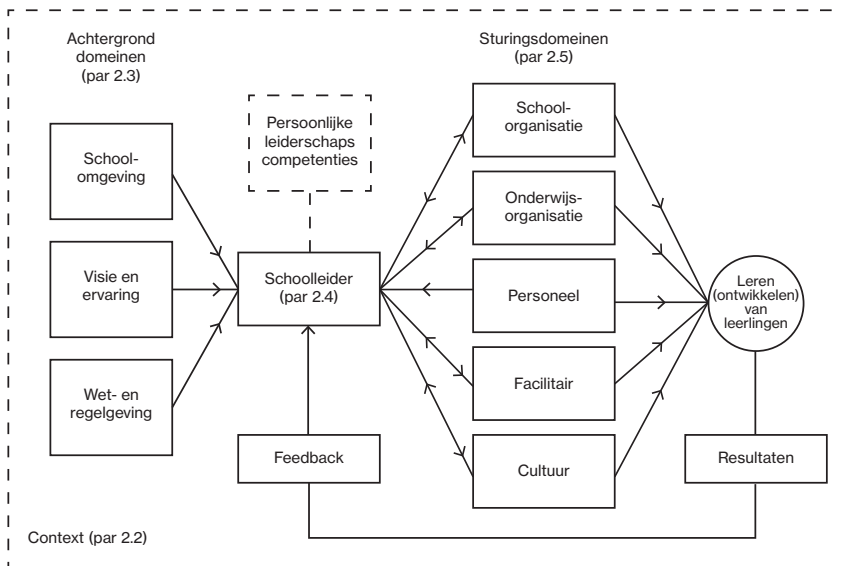 Achtergrond
domeinen
(par 2.3)
Sturingsdomeinen
(par 2.5)
Persoonlijke
leiderschaps
competenties
School-
omgeving
Visie en
ervaring
Wet- en
regelgeving
Schoolleider
(par 2.4)
School-
organisatie
Onderwijs-
organisatie
Personeel
Facilitair
Cultuur
Leren
(ontwikkelen)
van
leerlingen
Feedback
Resultaten
Context (par 2.2)